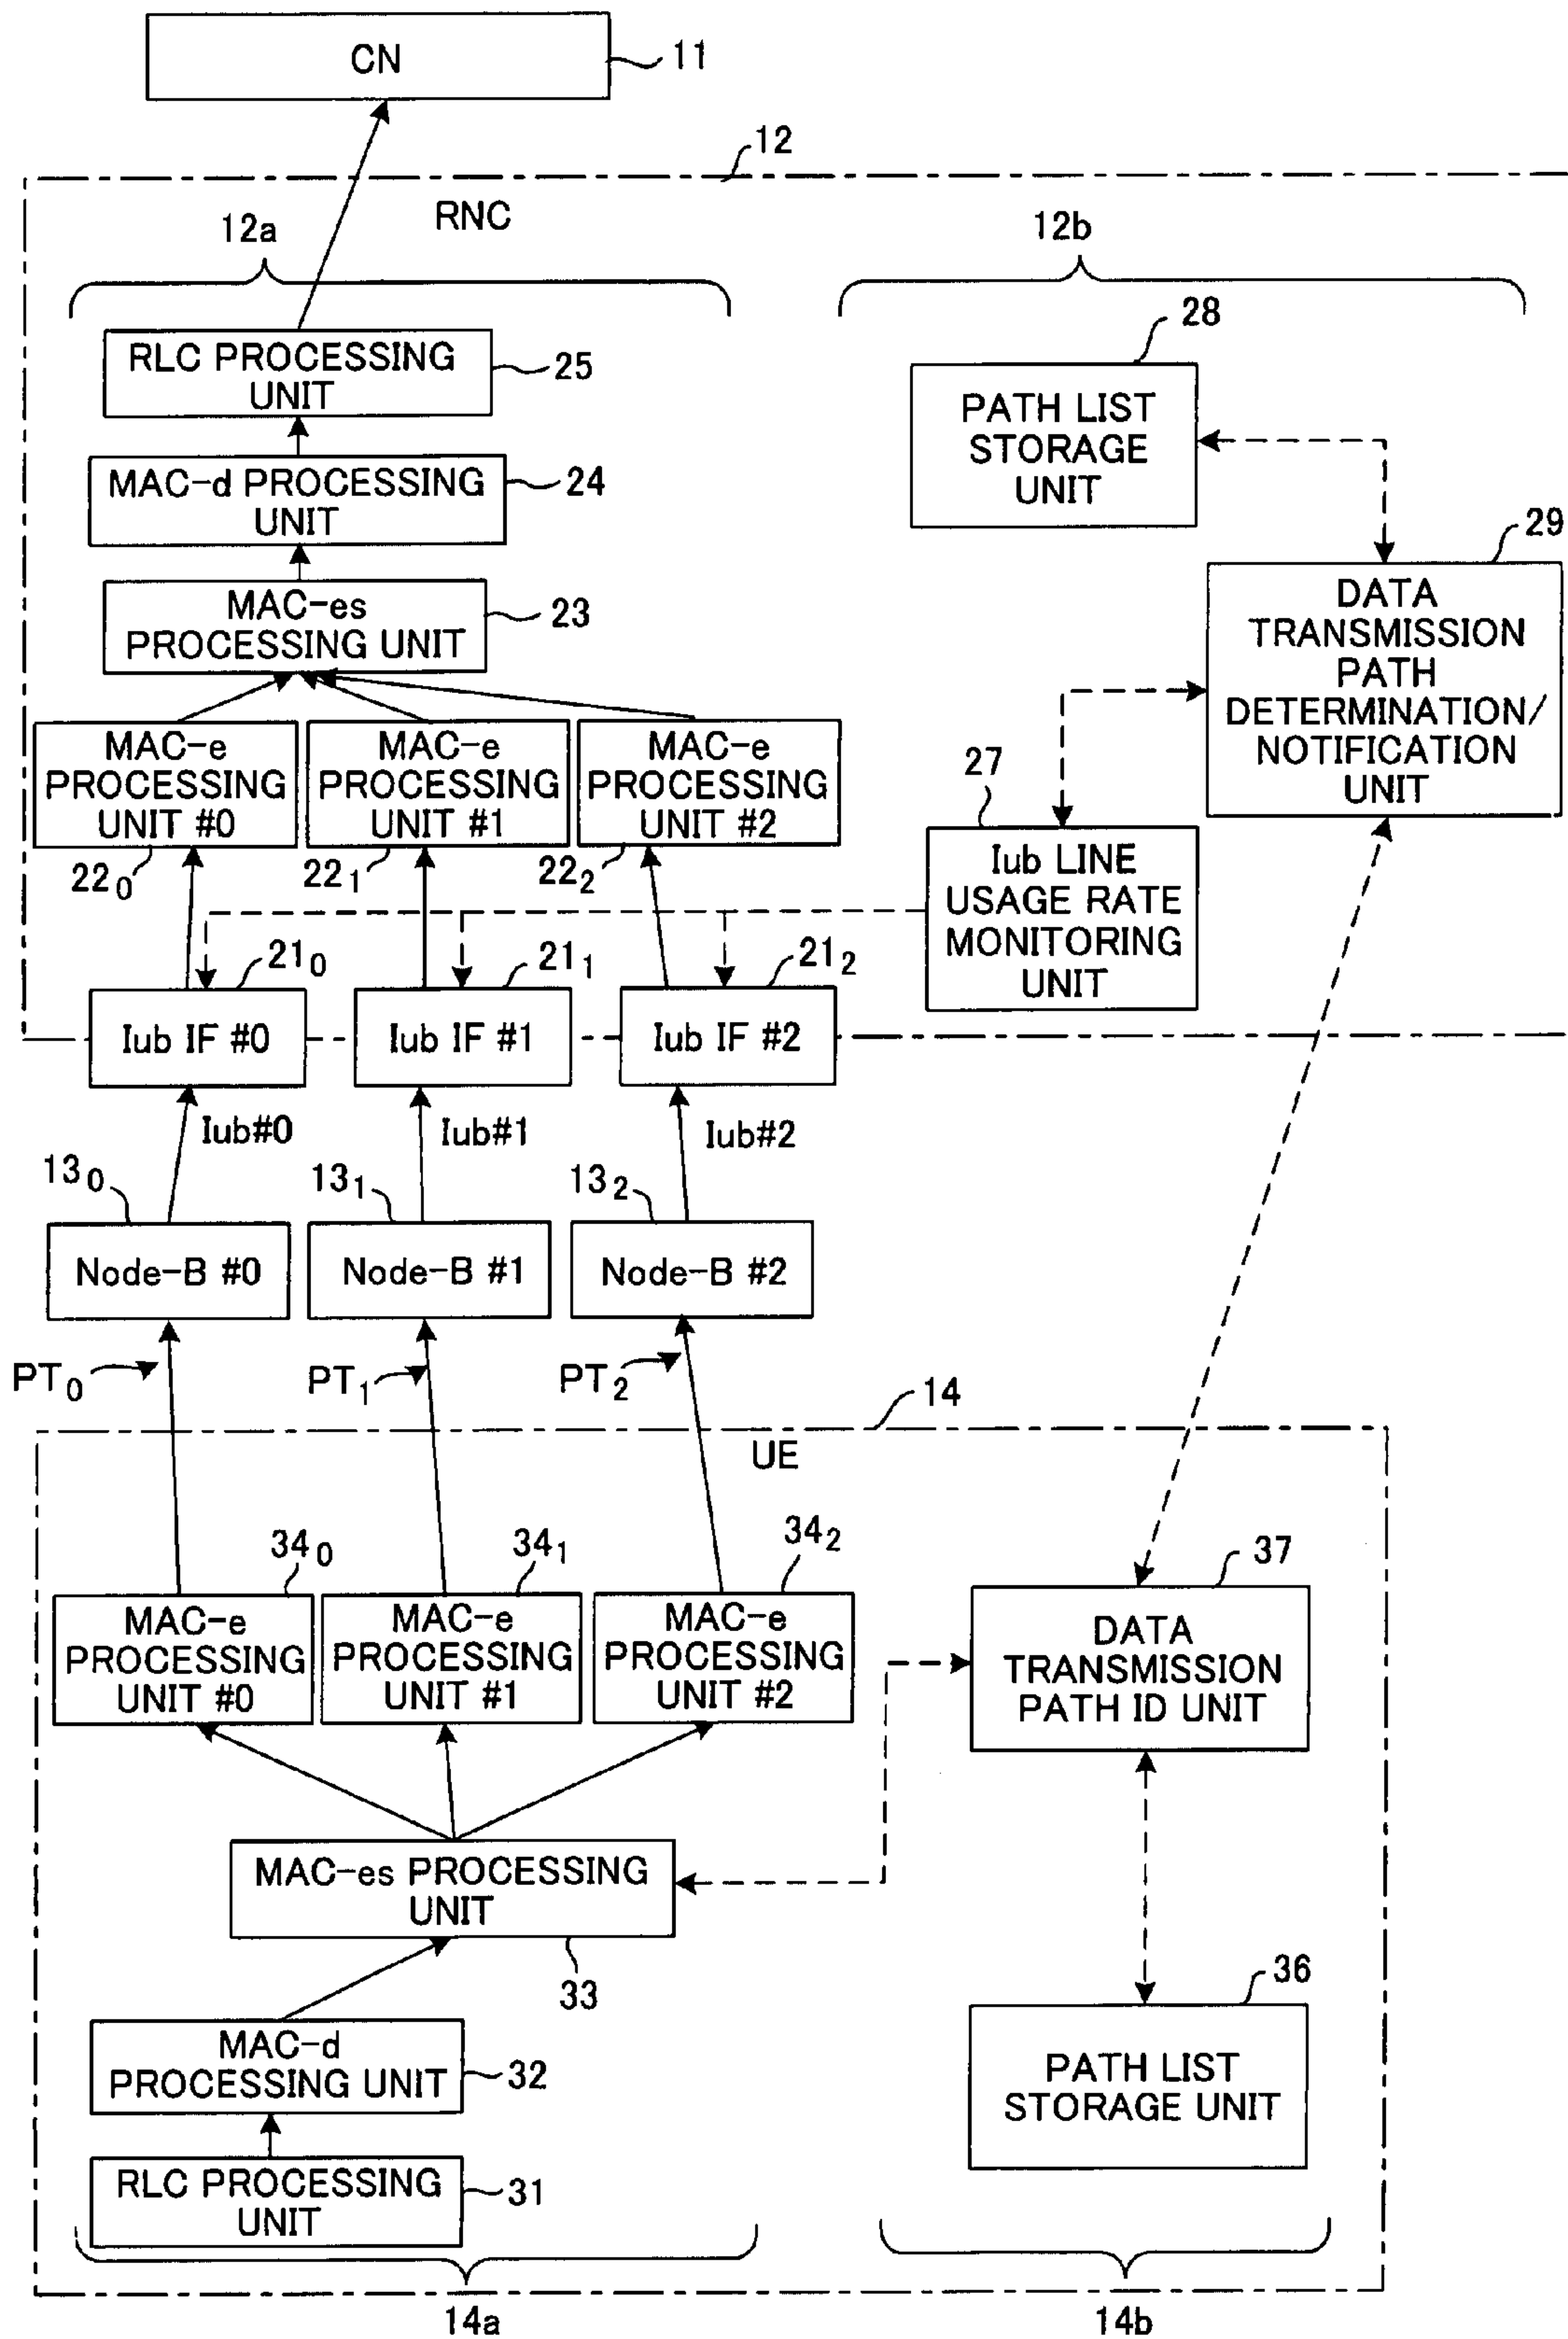 CN
11
12
RNC
12a
12b
28
RLC PROCESSING
UNIT
25
PATH LIST
STORAGE
UNIT
MAC-d PROCESSING
UNIT
24
29
DATA
TRANSMISSION
PATH
DETERMINATION/
NOTIFICATION
UNIT
MAC-es
PROCESSING UNIT
23
MAC-e
PROCESSING
UNIT #0
MAC-e
PROCESSING
UNIT #1
MAC-e
PROCESSING
UNIT #2
22₀
22₁
22₂
27
Iub LINE
USAGE RATE
MONITORING
UNIT
21₀
21₁
21₂
Iub IF #0
Iub IF #1
Iub IF #2
Iub#0
Iub#1
Iub#2
13₀
13₁
13₂
Node-B #0
Node-B #1
Node-B #2
PT₀
PT₁
PT₂
14
UE
34₀
34₁
34₂
37
MAC-e
PROCESSING
UNIT #0
MAC-e
PROCESSING
UNIT #1
MAC-e
PROCESSING
UNIT #2
DATA
TRANSMISSION
PATH ID UNIT
MAC-es PROCESSING
UNIT
33
36
MAC-d
PROCESSING UNIT
32
PATH LIST
STORAGE UNIT
RLC PROCESSING
UNIT
31
14a
14b